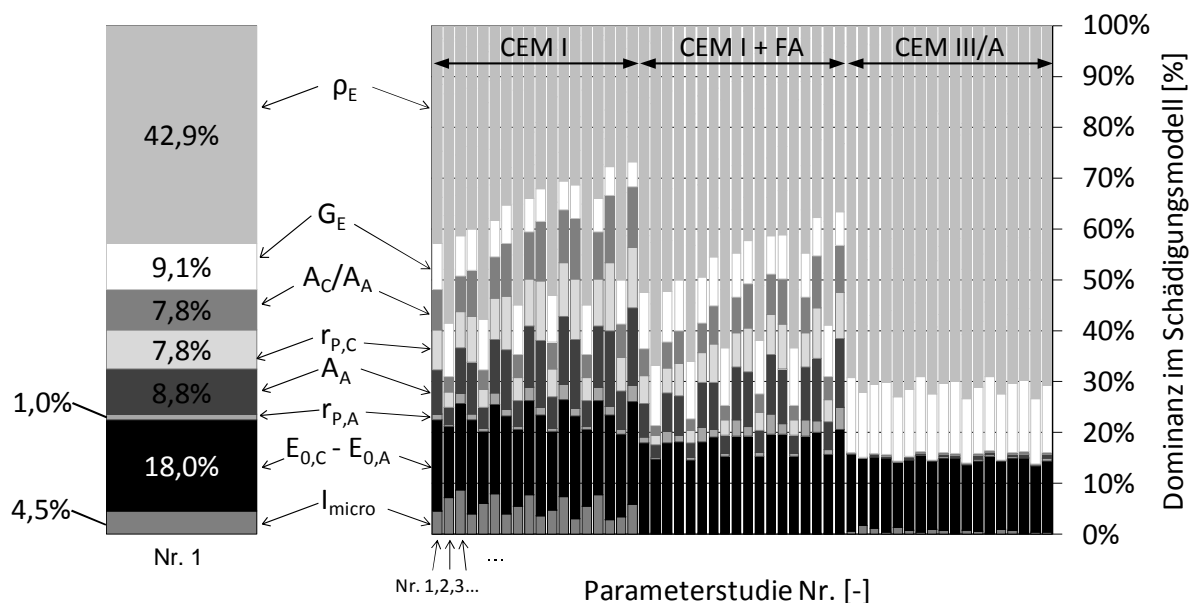 CEM I
CEM I + FA
CEM III/A
100%
90%
80%
70%
60%
50%
40%
30%
20%
10%
0%
Dominanz im Schädigungsmodell [%]
ρE
GE
AC/AA
rP,C
AA
rP,A
E0,C - E0,A
Imicro
42,9%
9,1%
7,8%
7,8%
8,8%
1,0%
18,0%
4,5%
Nr. 1
Nr. 1,2,3...
...
Parameterstudie Nr. [-]